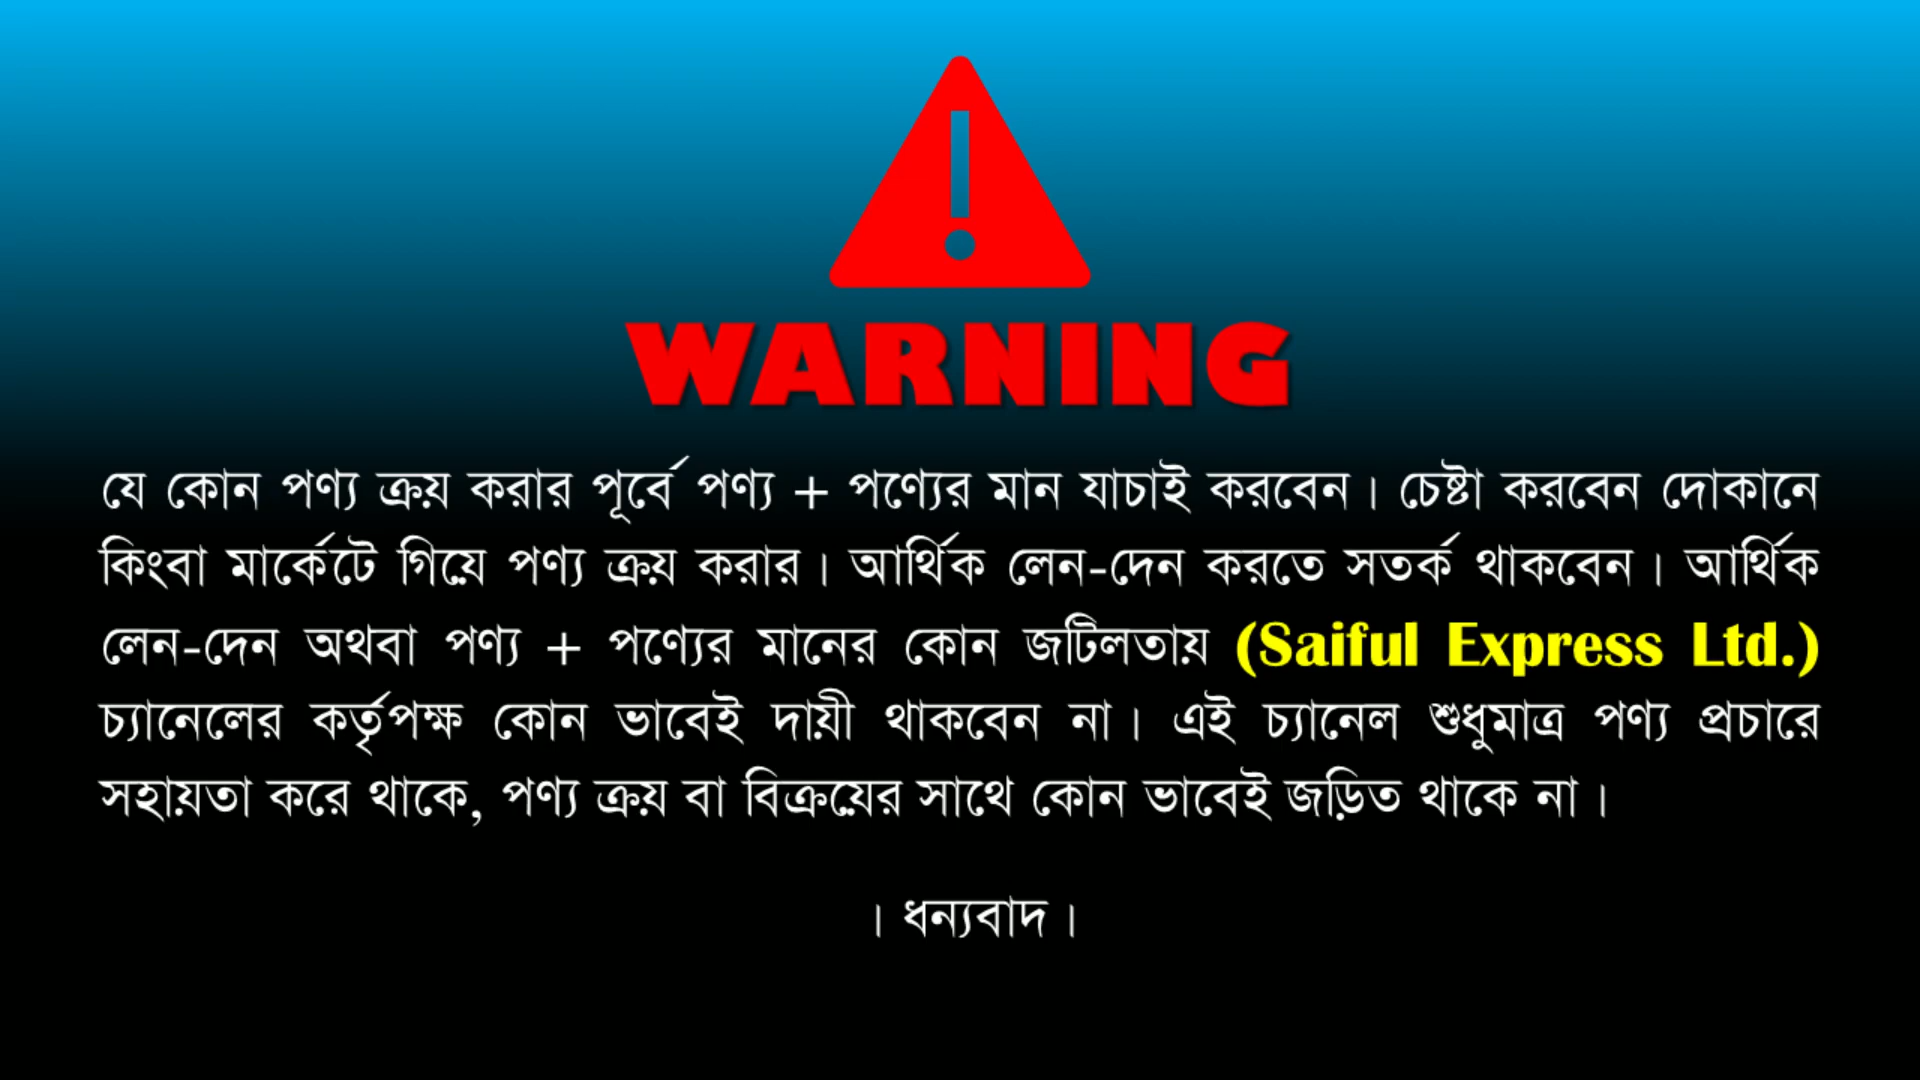 WARNING
যে কোন পণ্য ক্রয় করার পূর্বে পণ্য + পণ্যের মান যাচাই করবেন। চেষ্টা করবেন দোকানে
কিংবা মার্কেটে গিয়ে পণ্য ক্রয় করার। আর্থিক লেন-দেন করতে সতর্ক থাকবেন। আর্থিক
লেন-দেন অথবা পণ্য + পণ্যের মানের কোন জটিলতায় (Saiful Express Ltd.)
চ্যানেলের কর্তৃপক্ষ কোন ভাবেই দায়ী থাকবেন না। এই চ্যানেল শুধুমাত্র পণ্য প্রচারে
সহায়তা করে থাকে, পণ্য ক্রয় বা বিক্রয়ের সাথে কোন ভাবেই জড়িত থাকে না।
। ধন্যবাদ।